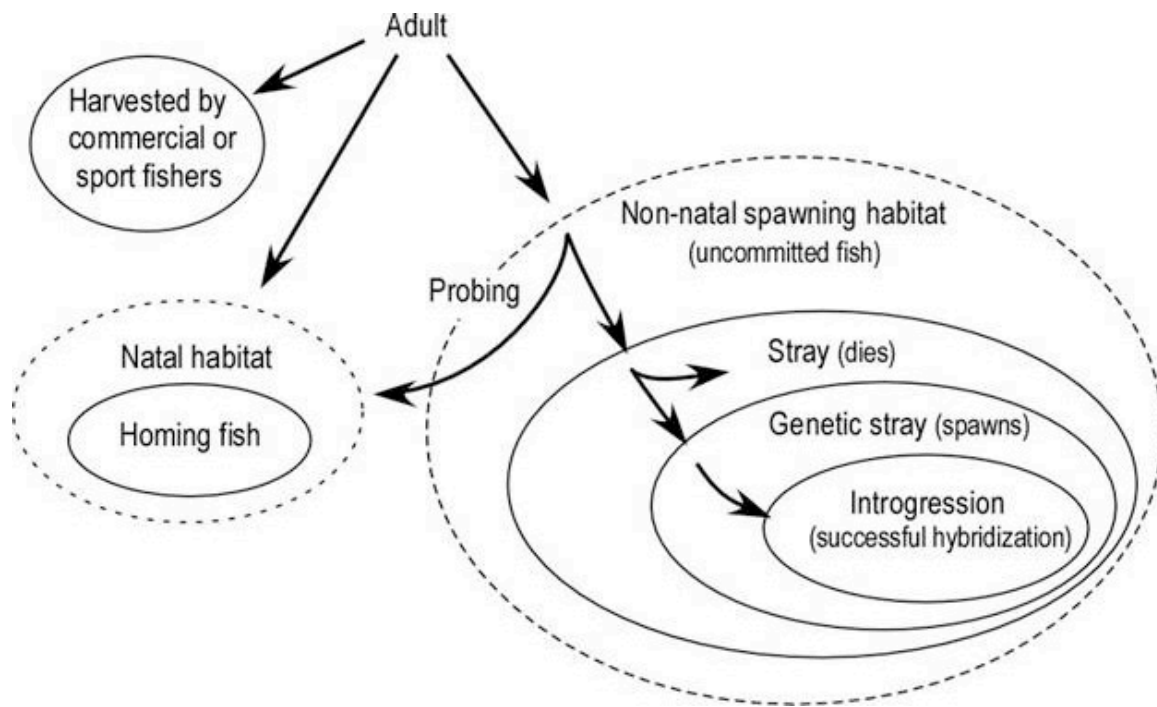 Adult
Harvested by
commercial or
sport fishers
Non-natal spawning habitat
(uncommitted fish)
Probing
Natal habitat
Homing fish
Stray (dies)
Genetic stray (spawns)
Introgression
(successful hybridization)